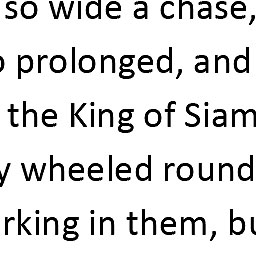 so wide a chase,
prolonged, and
the King of Siam
wheeled round
rking in them, bu